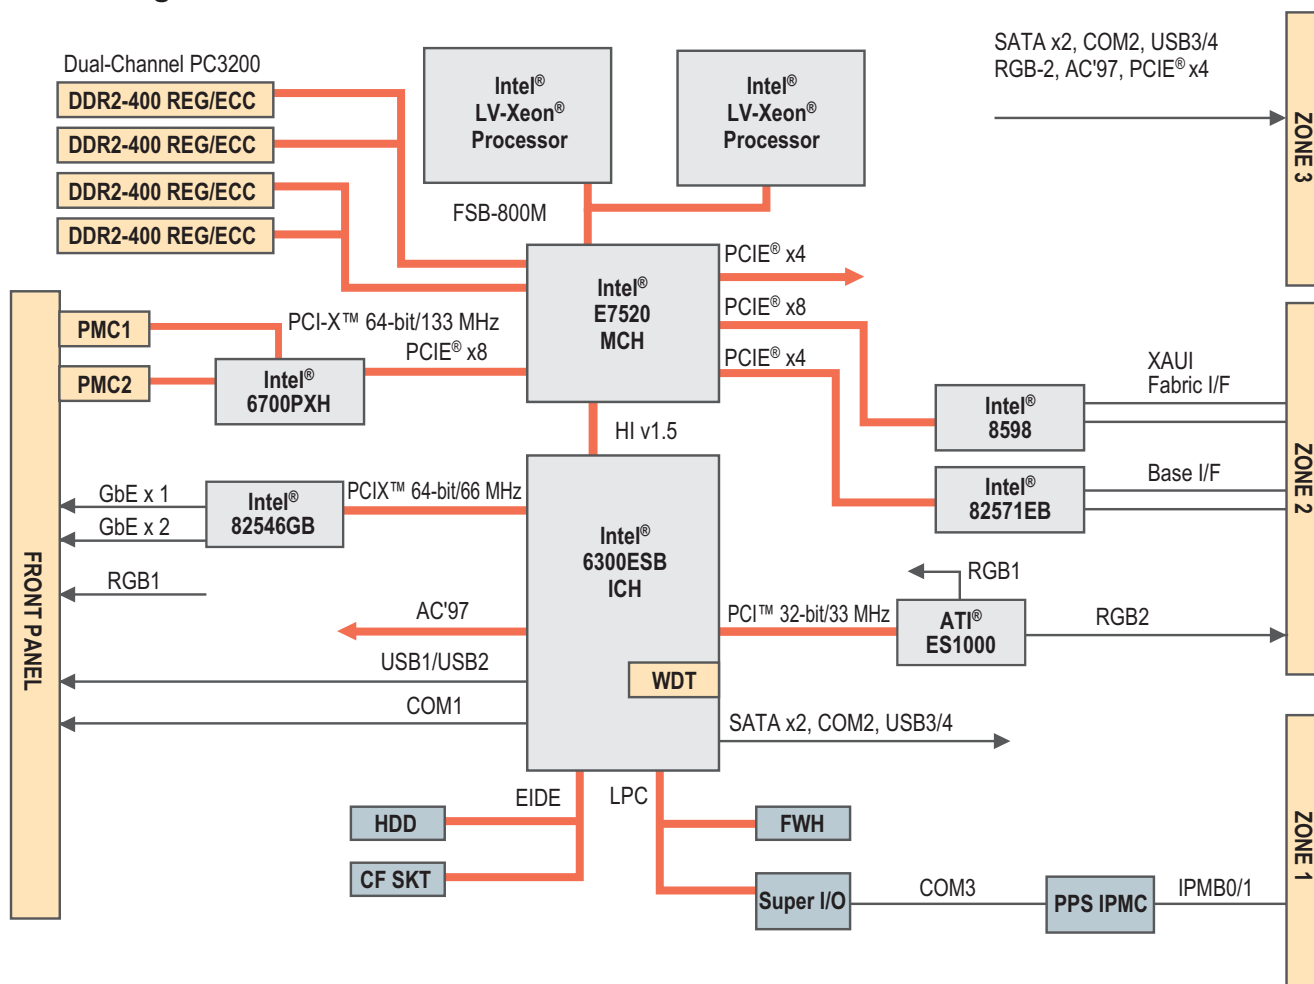 SATA x2, COM2, USB3/4
RGB-2, AC'97, PCIE® x4
ZONE 3
Dual-Channel PC3200
DDR2-400 REG/ECC
DDR2-400 REG/ECC
DDR2-400 REG/ECC
DDR2-400 REG/ECC
Intel®
LV-Xeon®
Processor
Intel®
LV-Xeon®
Processor
FSB-800M
Intel®
E7520
MCH
PCIE® x4
PCIE® x8
PCIE® x4
PMC1
PMC2
PCI-X™ 64-bit/133 MHz
PCIE® x8
Intel®
6700PXH
HI v1.5
XAUI
Fabric I/F
Intel®
8598
Base I/F
Intel®
82571EB
ZONE 2
GbE x 1
GbE x 2
Intel®
82546GB
PCIX™ 64-bit/66 MHz
Intel®
6300ESB
ICH
FRONT PANEL
RGB1
AC'97
USB1/USB2
COM1
WDT
PCI™ 32-bit/33 MHz
RGB1
ATI®
ES1000
RGB2
SATA x2, COM2, USB3/4
EIDE
LPC
HDD
CF SKT
FWH
Super I/O
COM3
PPS IPMC
IPMB0/1
ZONE 1